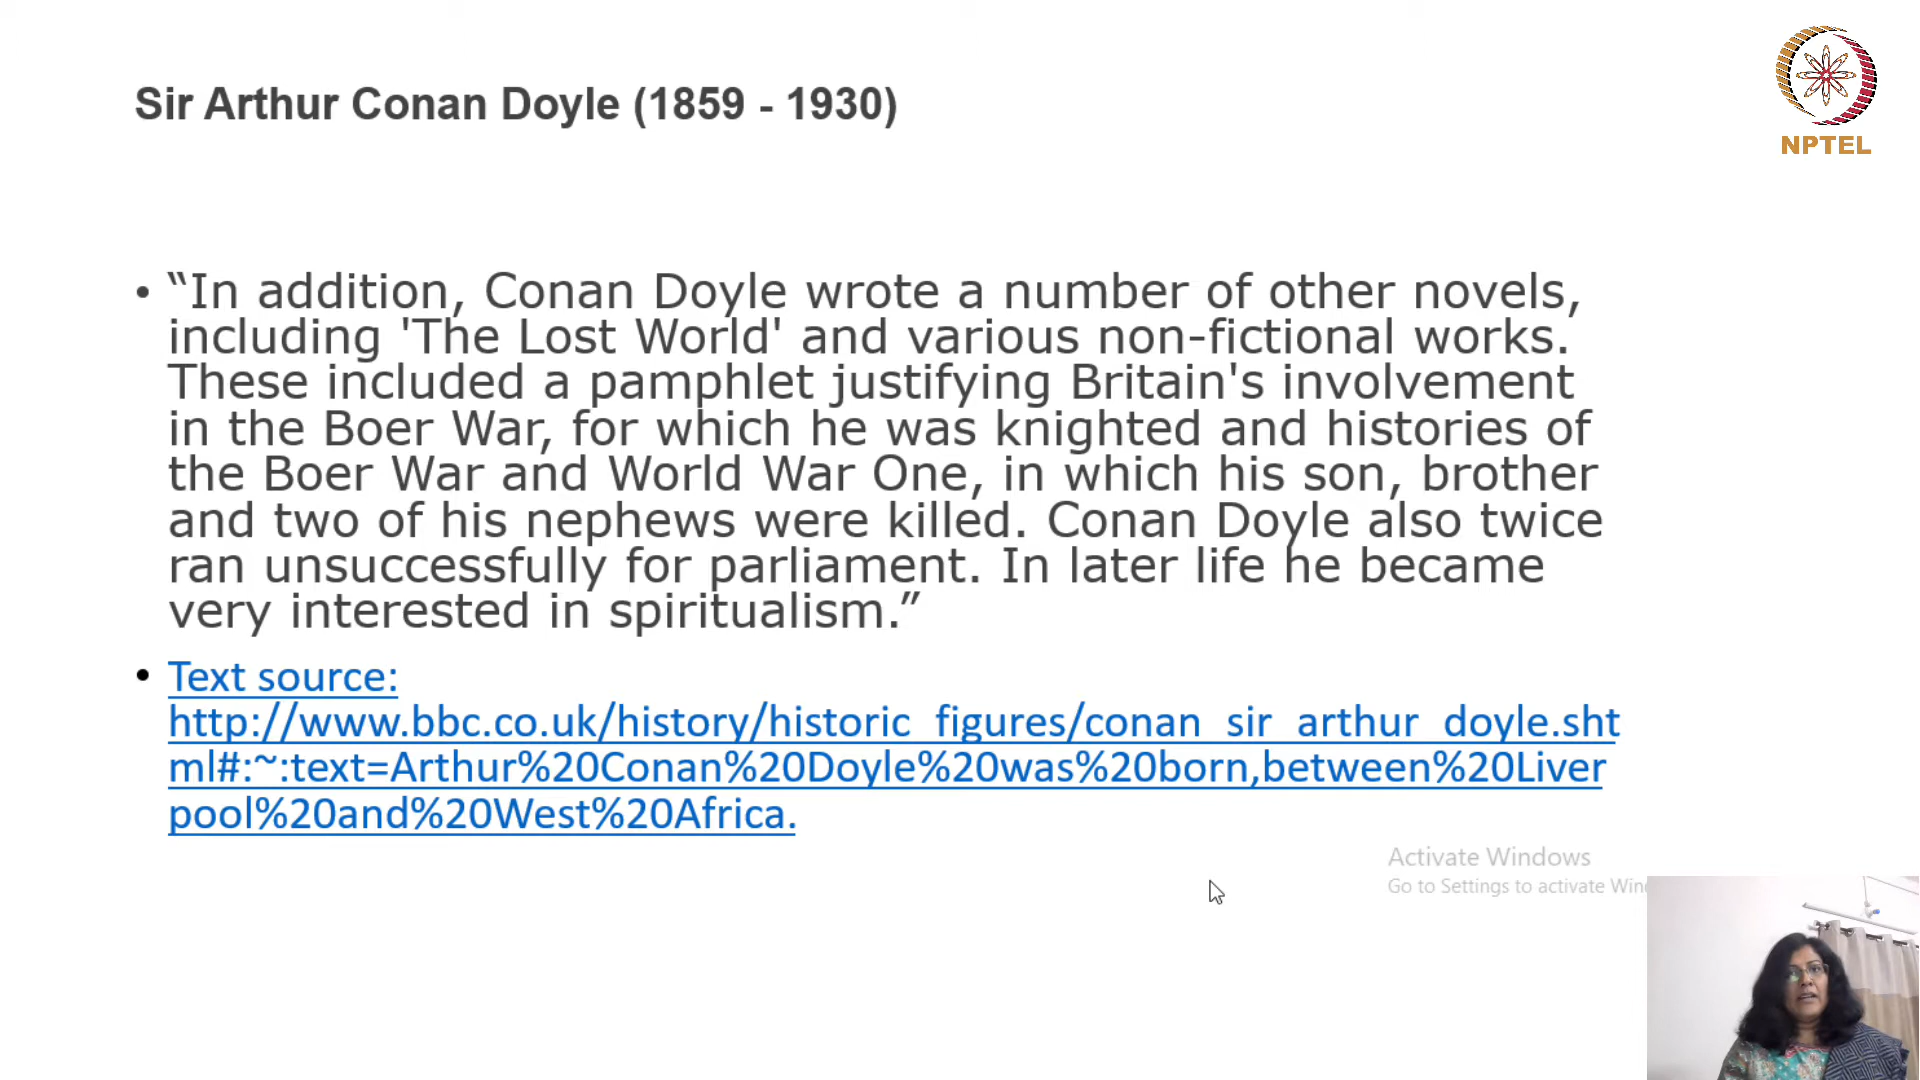 Sir Arthur Conan Doyle (1859 - 1930)
NPTEL
• “In addition, Conan Doyle wrote a number of other novels,
including 'The Lost World' and various non-fictional works.
These included a pamphlet justifying Britain's involvement
in the Boer War, for which he was knighted and histories of
the Boer War and World War One, in which his son, brother
and two of his nephews were killed. Conan Doyle also twice
ran unsuccessfully for parliament. In later life he became
very interested in spiritualism.”
• Text source:
http://www.bbc.co.uk/history/historic_figures/conan_sir_arthur_doyle.sht
ml#:~:text=Arthur%20Conan%20Doyle%20was%20born,between%20Liver
pool%20and%20West%20Africa.
Activate Windows
Go to Settings to activate Win